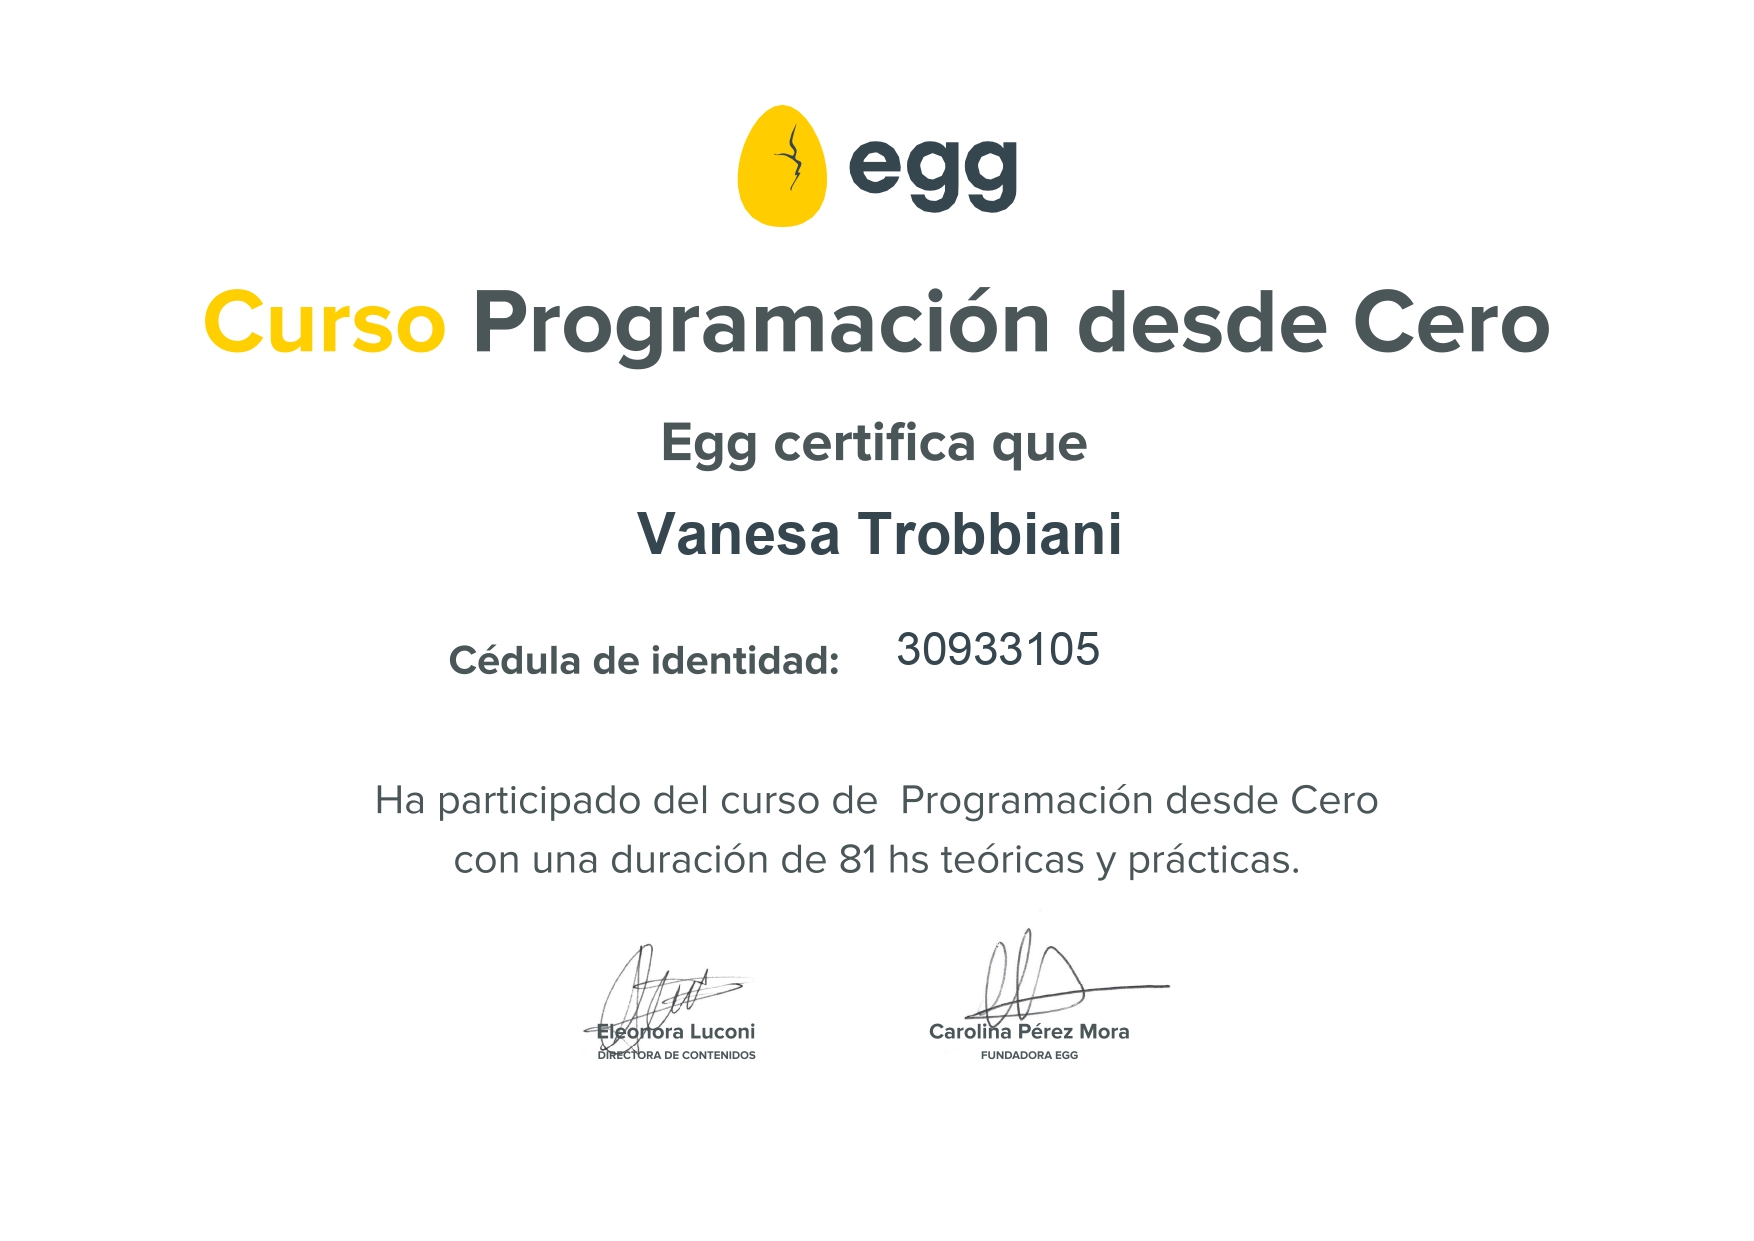 egg
Curso Programación desde Cero
Egg certifica que
Vanesa Trobbiani
Cédula de identidad: 30933105
Ha participado del curso de Programación desde Cero
con una duración de 81 hs teóricas y prácticas.
Eleonora Luconi
DIRECTORA DE CONTENIDOS
Carolina Pérez Mora
FUNDADORA EGG